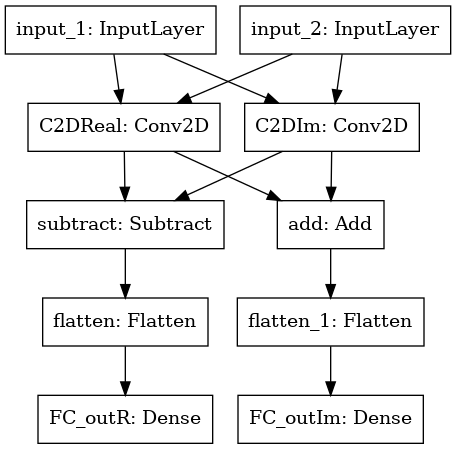 input_1: InputLayer
input_2: InputLayer
C2DReal: Conv2D
C2DIm: Conv2D
subtract: Subtract
add: Add
flatten: Flatten
flatten_1: Flatten
FC_outR: Dense
FC_outIm: Dense